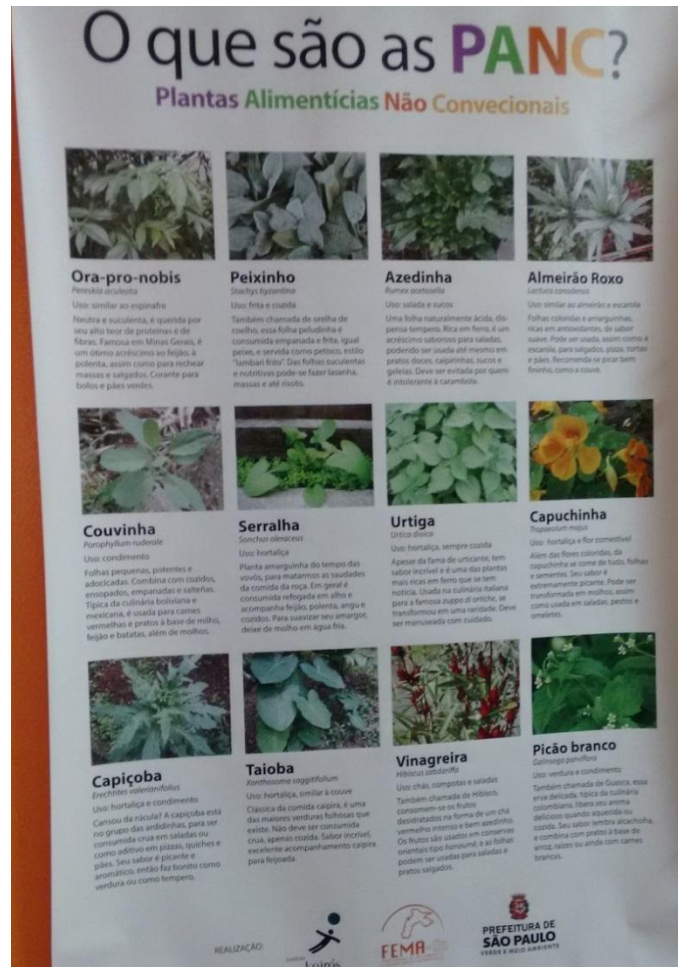 O que são as PANC?
Plantas Alimentícias Não Convecionais
Ora-pro-nobis
Pereskia aculeata
Uso: similar ao espinafre
Neutra e suculenta, é querida por
seu alto teor de proteínas e de
fibras. Famosa em Minas Gerais, é
um ótimo acréscimo ao feijão, à
polenta, assim como para rechear
massas e salgados. Corante para
bolos e pães verdes.
Peixinho
Stachys byzantina
Uso: frita e cozida
Também chamada de orelha de
coelho, essa folha peludinha é
consumida empanada e frita, igual
peixe, e servida como petisco, estilo
"lambari frito". Das folhas suculentas
e nutritivas pode-se fazer lasanha,
massas e até risoto.
Azedinha
Rumex acetosella
Uso: salada e sucos
Uma folha naturalmente ácida, dis-
pensa tempero. Rica em ferro, é um
acréscimo saboroso para saladas,
podendo ser usada até mesmo em
pratos doces, caipirinhas, sucos e
geleias. Deve ser evitada por quem
é intolerante à carambola.
Almeirão Roxo
Lactuca canadensis
Uso: similar ao almeirão e escarola
Folhas coloridas e amarguinhas,
ricas em antioxidantes, de sabor
suave. Pode ser usada, assim como a
escarola, para salgados, pizza, tortas
e pães. Recomenda-se picar bem
fininho, como a couve.
Couvinha
Porophyllum ruderale
Uso: condimento
Folhas pequenas, potentes e
adocicadas. Combina com cozidos,
ensopados, empanadas e salteñas.
Típica da culinária boliviana e
mexicana, é usada para carnes
vermelhas e pratos à base de milho,
feijão e batatas, além de molhos.
Serralha
Sonchus oleraceus
Uso: hortaliça
Planta amarguinha do tempo das
vovós, para matarmos as saudades
da comida da roça. Em geral é
consumida refogada em alho e
acompanha feijão, polenta, angu e
cozidos. Para suavizar seu amargor,
deixe de molho em água fria.
Urtiga
Urtica dioica
Uso: hortaliça, sempre cozida
Apesar da fama de urticante, tem
sabor incrível e é uma das plantas
mais ricas em ferro que se tem
notícia. Usada na culinária italiana
para a famosa zuppo di ortiche, se
transformou em uma raridade. Deve
ser manuseada com cuidado.
Capuchinha
Tropaeolum majus
Uso: hortaliça e flor comestível
Além das flores coloridas, da
capuchinha se come de tudo, folhas
e sementes. Seu sabor é
extremamente picante. Pode ser
transformada em molhos, assim
como usada em saladas, pestos e
omeletes.
Capiçoba
Erechtites valerianifolius
Uso: hortaliça e condimento
Cansou da rúcula? A capiçoba está
no grupo das ardidinhas, para ser
consumida crua em saladas ou
como aditivo em pizzas, quiches e
pães. Seu sabor é picante e
aromático, então faz bonito como
verdura ou como tempero.
Taioba
Xanthosoma saggitifolium
Uso: hortaliça, similar à couve
Clássica da comida caipira, é uma
das maiores verduras folhosas que
existe. Não deve ser consumida
crua, apenas cozida. Sabor incrível,
excelente acompanhamento caipira
para feijoada.
Vinagreira
Hibiscus sabdariffa
Uso: chás, compotas e saladas
Também chamada de Hibisco,
consomem-se os frutos
desidratados na forma de um chá
vermelho intenso e bem azedinho.
Os frutos são usados em conservas
orientais tipo hanaumê, e as folhas
podem ser usadas para saladas e
pratos salgados.
Picão branco
Galinsoga parviflora
Uso: verdura e condimento
Também chamada de Guasca, essa
erva delicada, típica da culinária
colombiana, libera seu aroma
delicioso quando aquecida ou
cozida. Seu sabor lembra alcachofra,
e combina com pratos à base de
arroz, raízes ou ainda com carnes
brancas.
REALIZAÇÃO:
kairós
FEMA
PREFEITURA DE
SÃO PAULO
VERDE E MEIO AMBIENTE